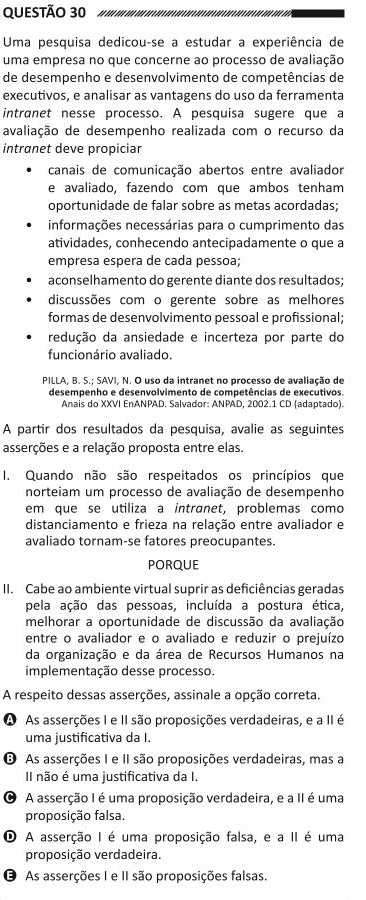 QUESTÃO 30
Uma pesquisa dedicou-se a estudar a experiência de
uma empresa no que concerne ao processo de avaliação
de desempenho e desenvolvimento de competências de
executivos, e analisar as vantagens do uso da ferramenta
intranet nesse processo. A pesquisa sugere que a
avaliação de desempenho realizada com o recurso da
intranet deve propiciar
• canais de comunicação abertos entre avaliador
e avaliado, fazendo com que ambos tenham
oportunidade de falar sobre as metas acordadas;
• informações necessárias para o cumprimento das
atividades, conhecendo antecipadamente o que a
empresa espera de cada pessoa;
• aconselhamento do gerente diante dos resultados;
• discussões com o gerente sobre as melhores
formas de desenvolvimento pessoal e profissional;
• redução da ansiedade e incerteza por parte do
funcionário avaliado.
PILLA, B. S.; SAVI, N. O uso da intranet no processo de avaliação de
desempenho e desenvolvimento de competências de executivos.
Anais do XXVI EnANPAD. Salvador: ANPAD, 2002.1 CD (adaptado).
A partir dos resultados da pesquisa, avalie as seguintes
asserções e a relação proposta entre elas.
I. Quando não são respeitados os princípios que
norteiam um processo de avaliação de desempenho
em que se utiliza a intranet, problemas como
distanciamento e frieza na relação entre avaliador e
avaliado tornam-se fatores preocupantes.
PORQUE
II. Cabe ao ambiente virtual suprir as deficiências geradas
pela ação das pessoas, incluída a postura ética,
melhorar a oportunidade de discussão da avaliação
entre o avaliador e o avaliado e reduzir o prejuízo
da organização e da área de Recursos Humanos na
implementação desse processo.
A respeito dessas asserções, assinale a opção correta.
A As asserções I e II são proposições verdadeiras, e a II é
uma justificativa da I.
B As asserções I e II são proposições verdadeiras, mas a
II não é uma justificativa da I.
C A asserção I é uma proposição verdadeira, e a II é uma
proposição falsa.
D A asserção I é uma proposição falsa, e a II é uma
proposição verdadeira.
E As asserções I e II são proposições falsas.